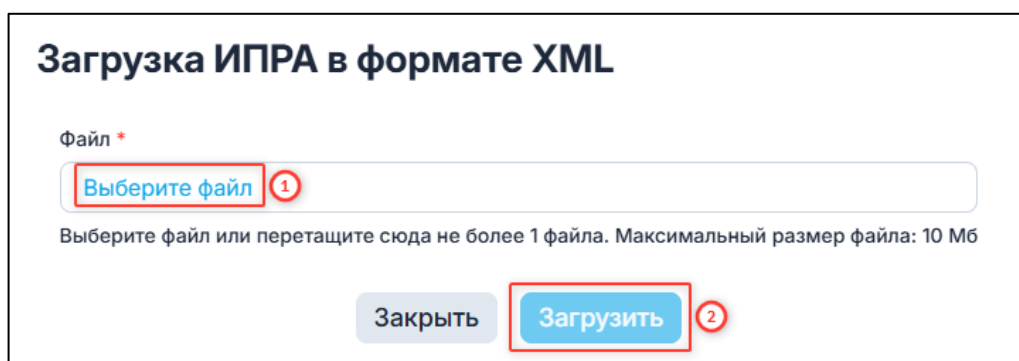 Загрузка ИПРА в формате XML
Файл *
Выберите файл 1
Выберите файл или перетащите сюда не более 1 файла. Максимальный размер файла: 10 Мб
Закрыть Загрузить 2